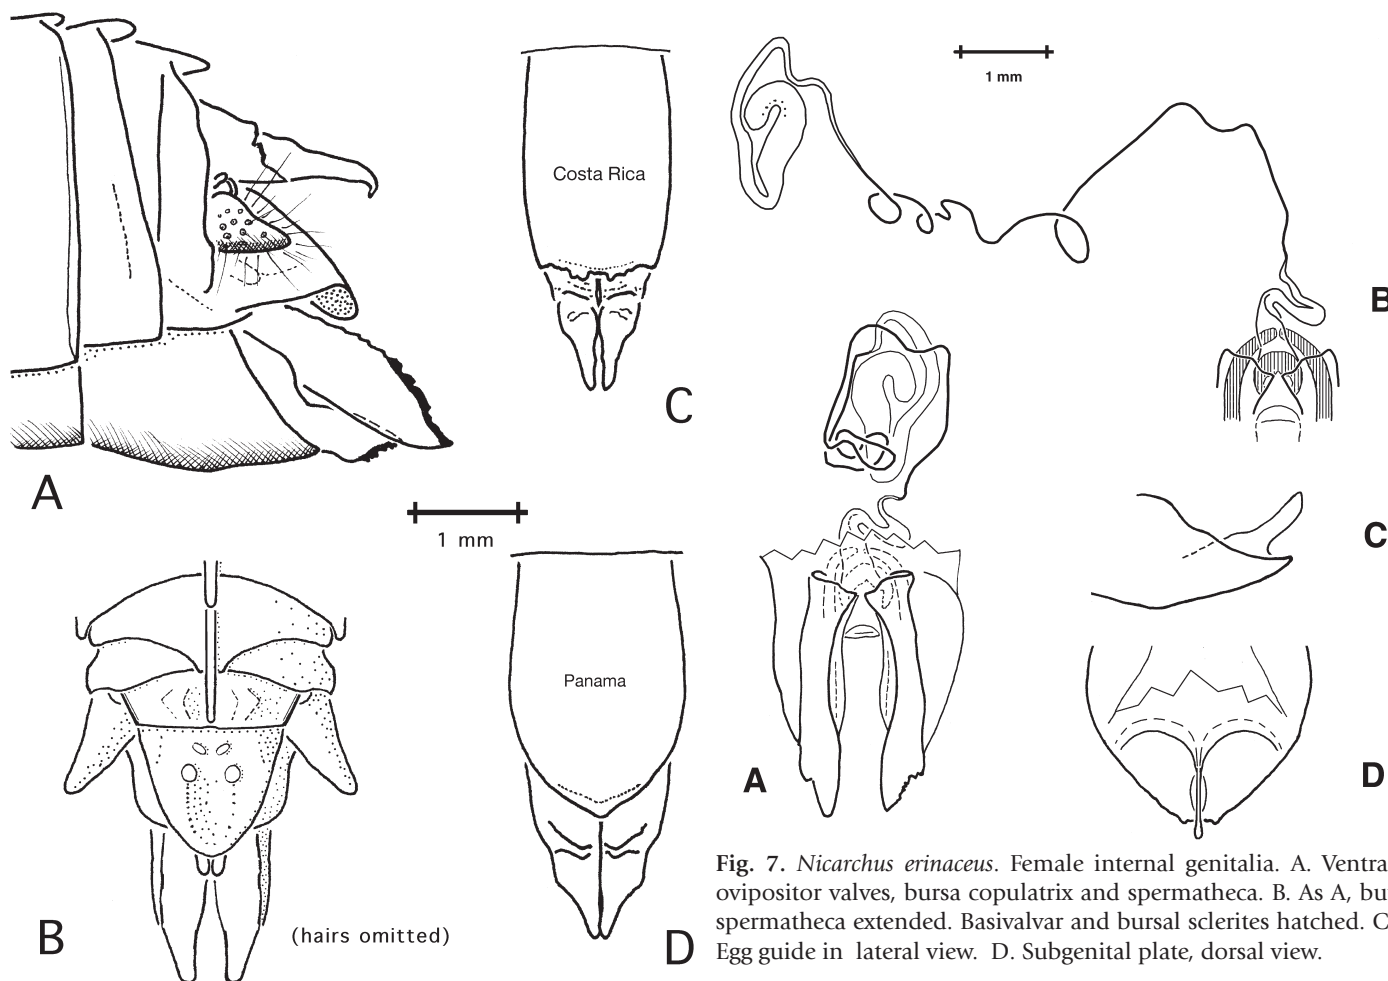 A
B
(hairs omitted)
1 mm
Costa Rica
C
Panama
D
1 mm
B
A
C
D
Fig. 7. Nicarchus erinaceus. Female internal genitalia. A. Ventra
ovipositor valves, bursa copulatrix and spermatheca. B. As A, bu
spermatheca extended. Basivalvar and bursal sclerites hatched. C
Egg guide in lateral view. D. Subgenital plate, dorsal view.